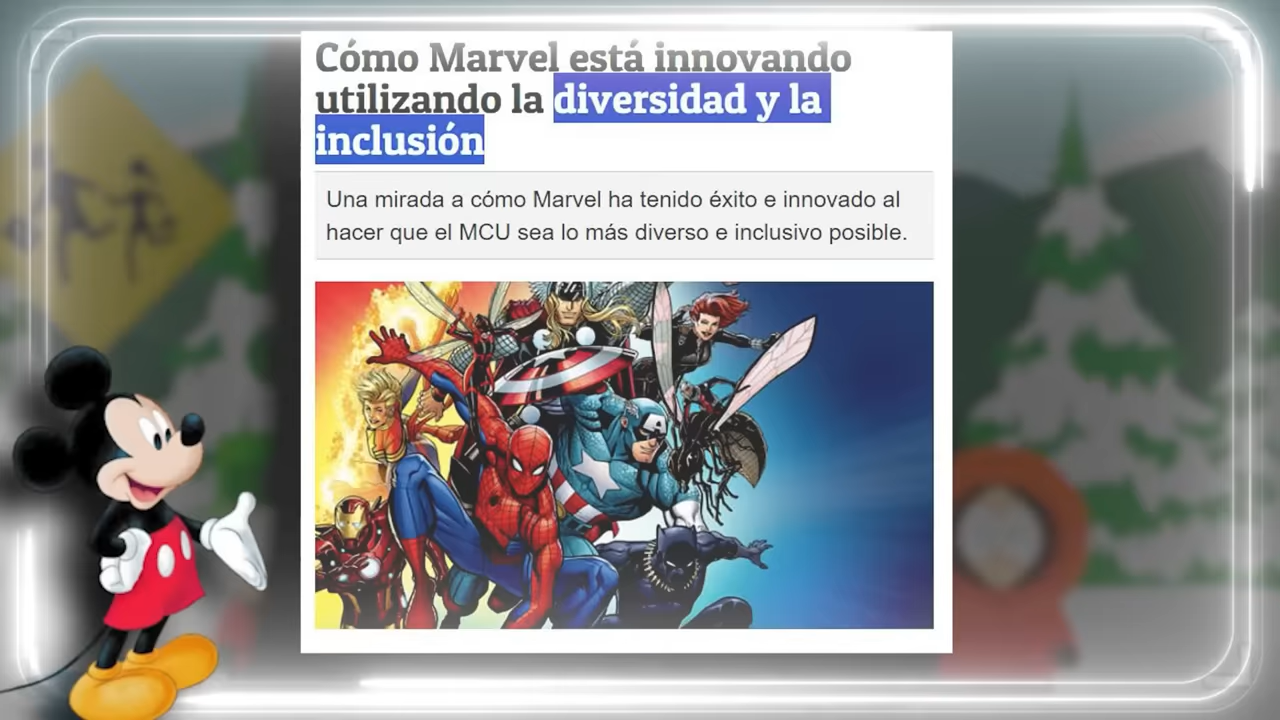 Cómo Marvel está innovando
utilizando la diversidad y la
inclusión
Una mirada a cómo Marvel ha tenido éxito e innovado al
hacer que el MCU sea lo más diverso e inclusivo posible.